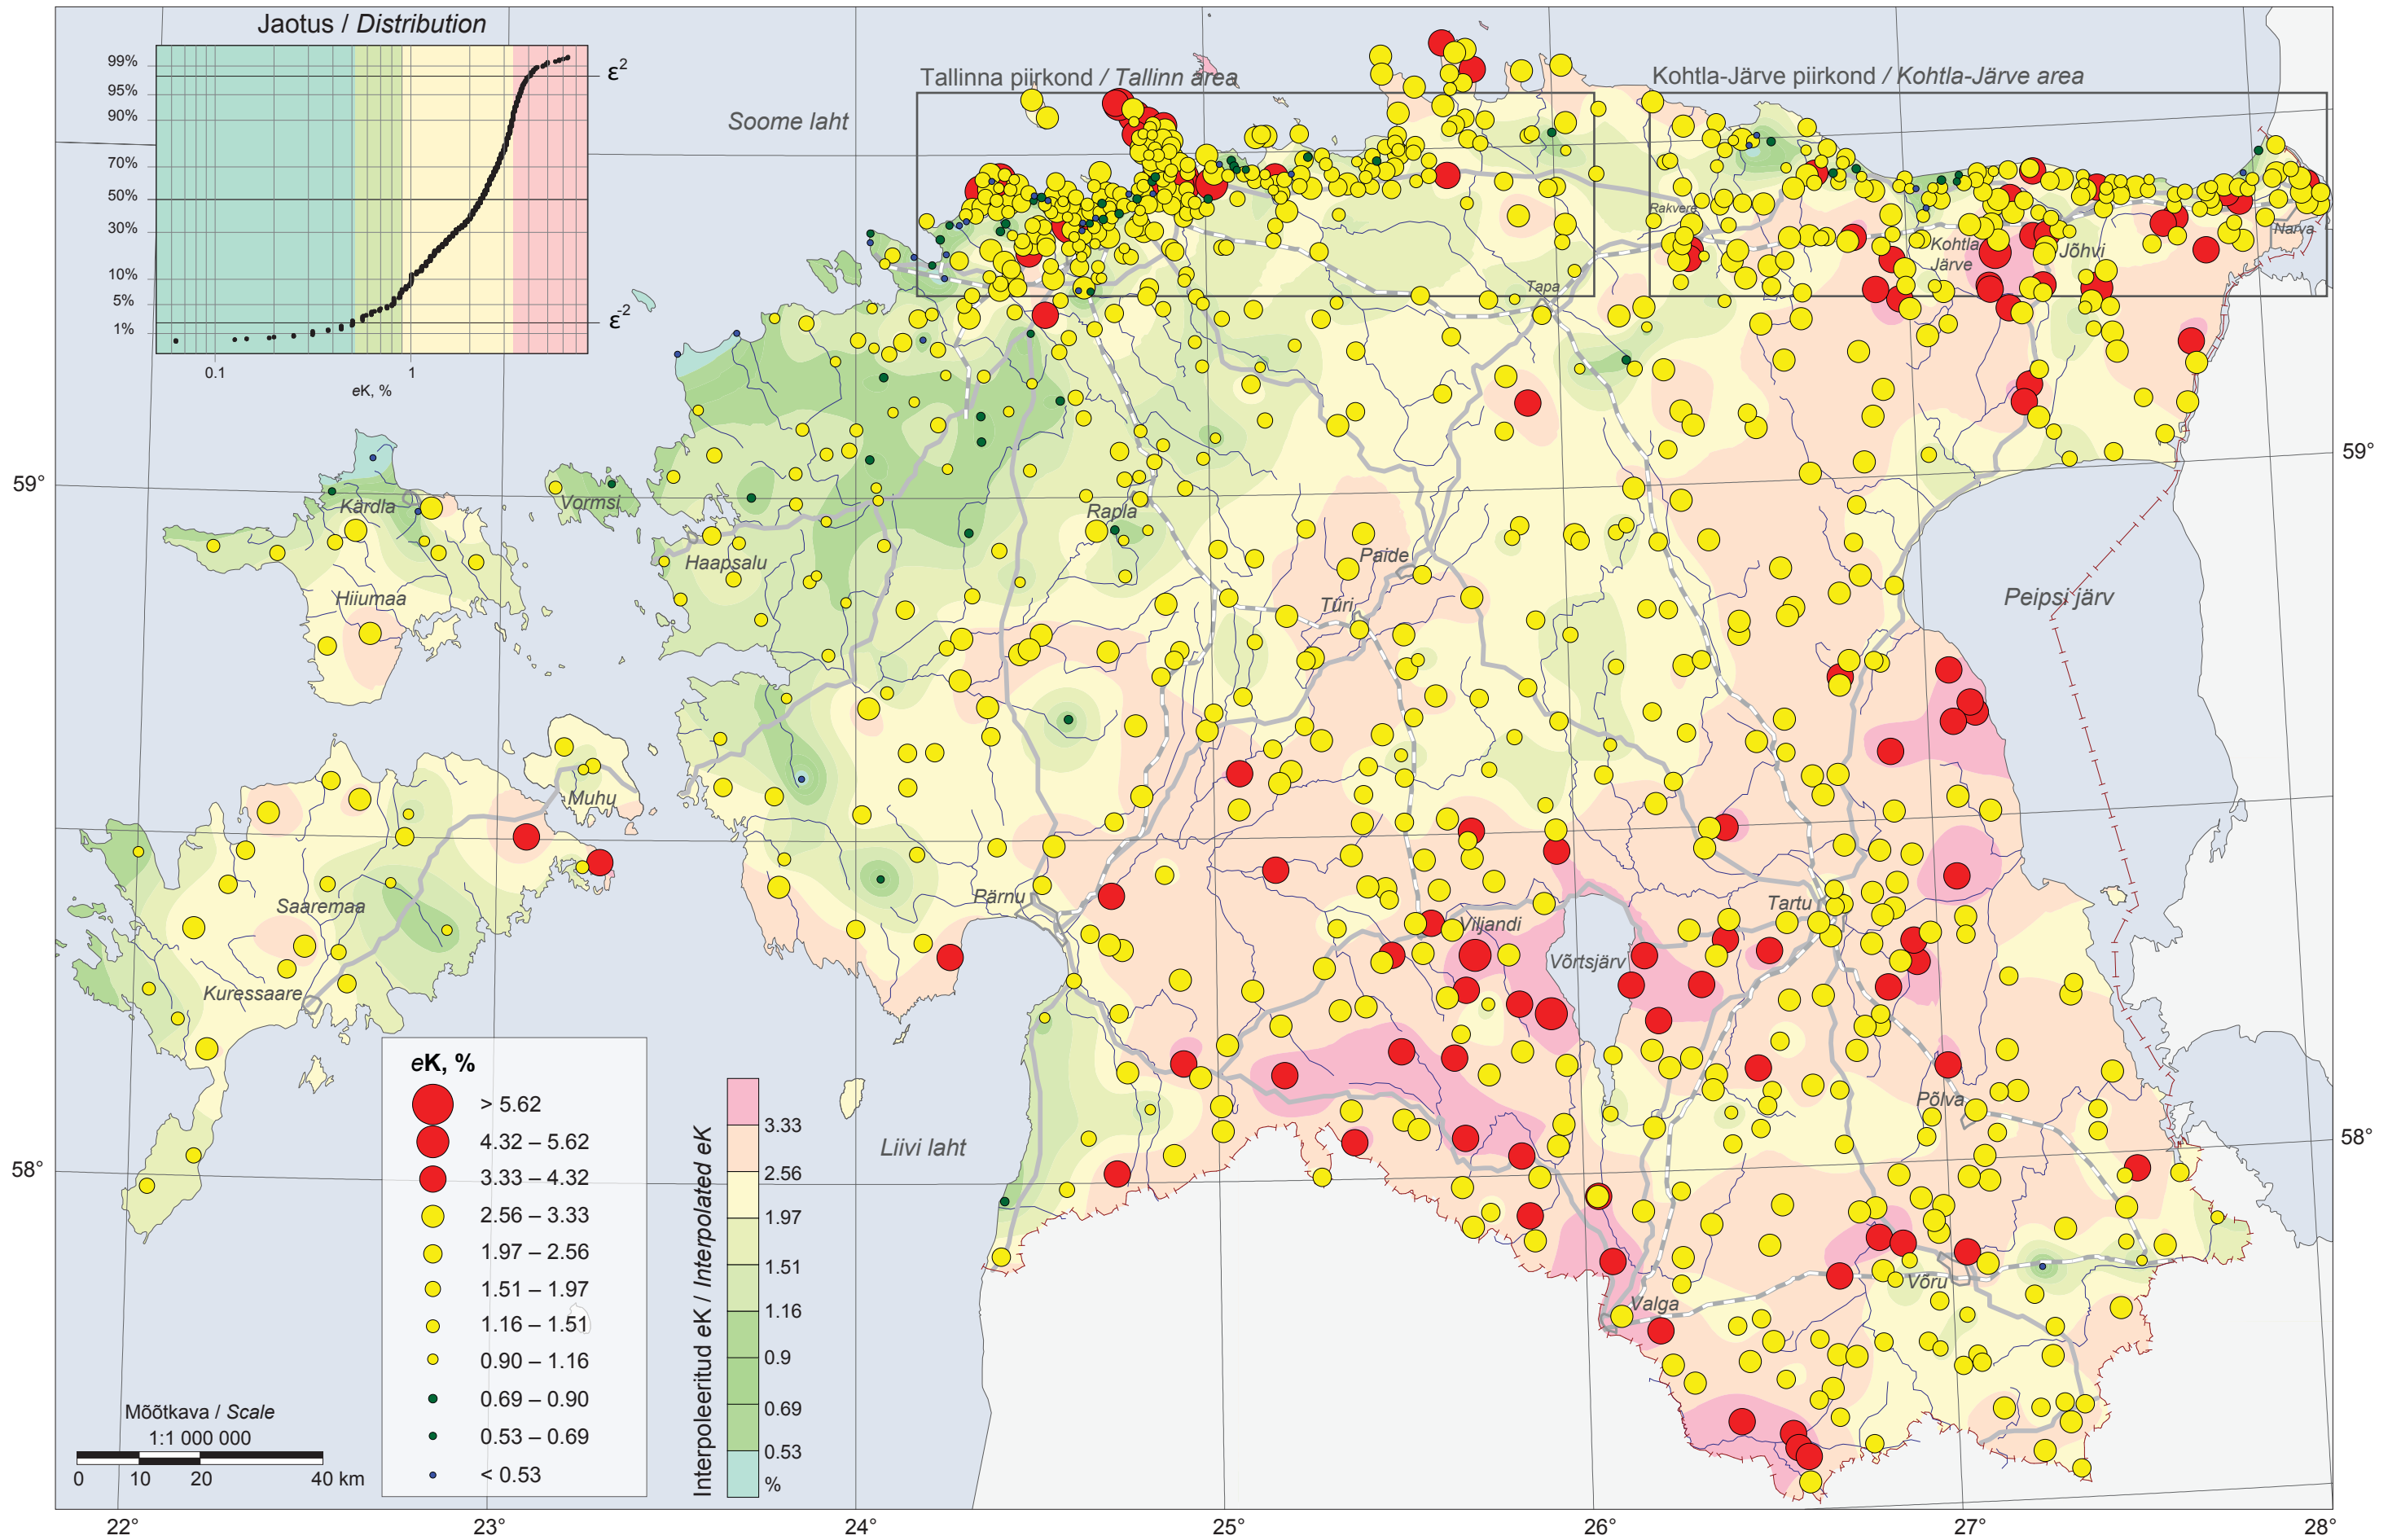 Jaotus / Distribution
99%
95%
90%
70%
50%
30%
10%
5%
1%
ε2
ε-2
0.1
1
eK, %
Soome laht
Tallinna piirkond / Tallinn area
Kohtla-Järve piirkond / Kohtla-Järve area
Rakvere
Narva
Kohtla
Järve
Jõhvi
Tapa
59°
59°
Kärdla
Vormsi
Rapla
Haapsalu
Paide
Hiiumaa
Türi
Peipsi järv
Muhu
Saaremaa
Pärnu
Tartu
Viljandi
Võrtsjärv
Kuressaare
Põlva
58°
58°
Liivi laht
Võru
Valga
eK, %
> 5.62
4.32 – 5.62
3.33 – 4.32
2.56 – 3.33
1.97 – 2.56
1.51 – 1.97
1.16 – 1.51
0.90 – 1.16
0.69 – 0.90
0.53 – 0.69
< 0.53
Interpoleeritud eK / Interpolated eK
3.33
2.56
1.97
1.51
1.16
0.9
0.69
0.53
%
Mõõtkava / Scale
1:1 000 000
0 10 20 40 km
22° 23° 24° 25° 26° 27° 28°